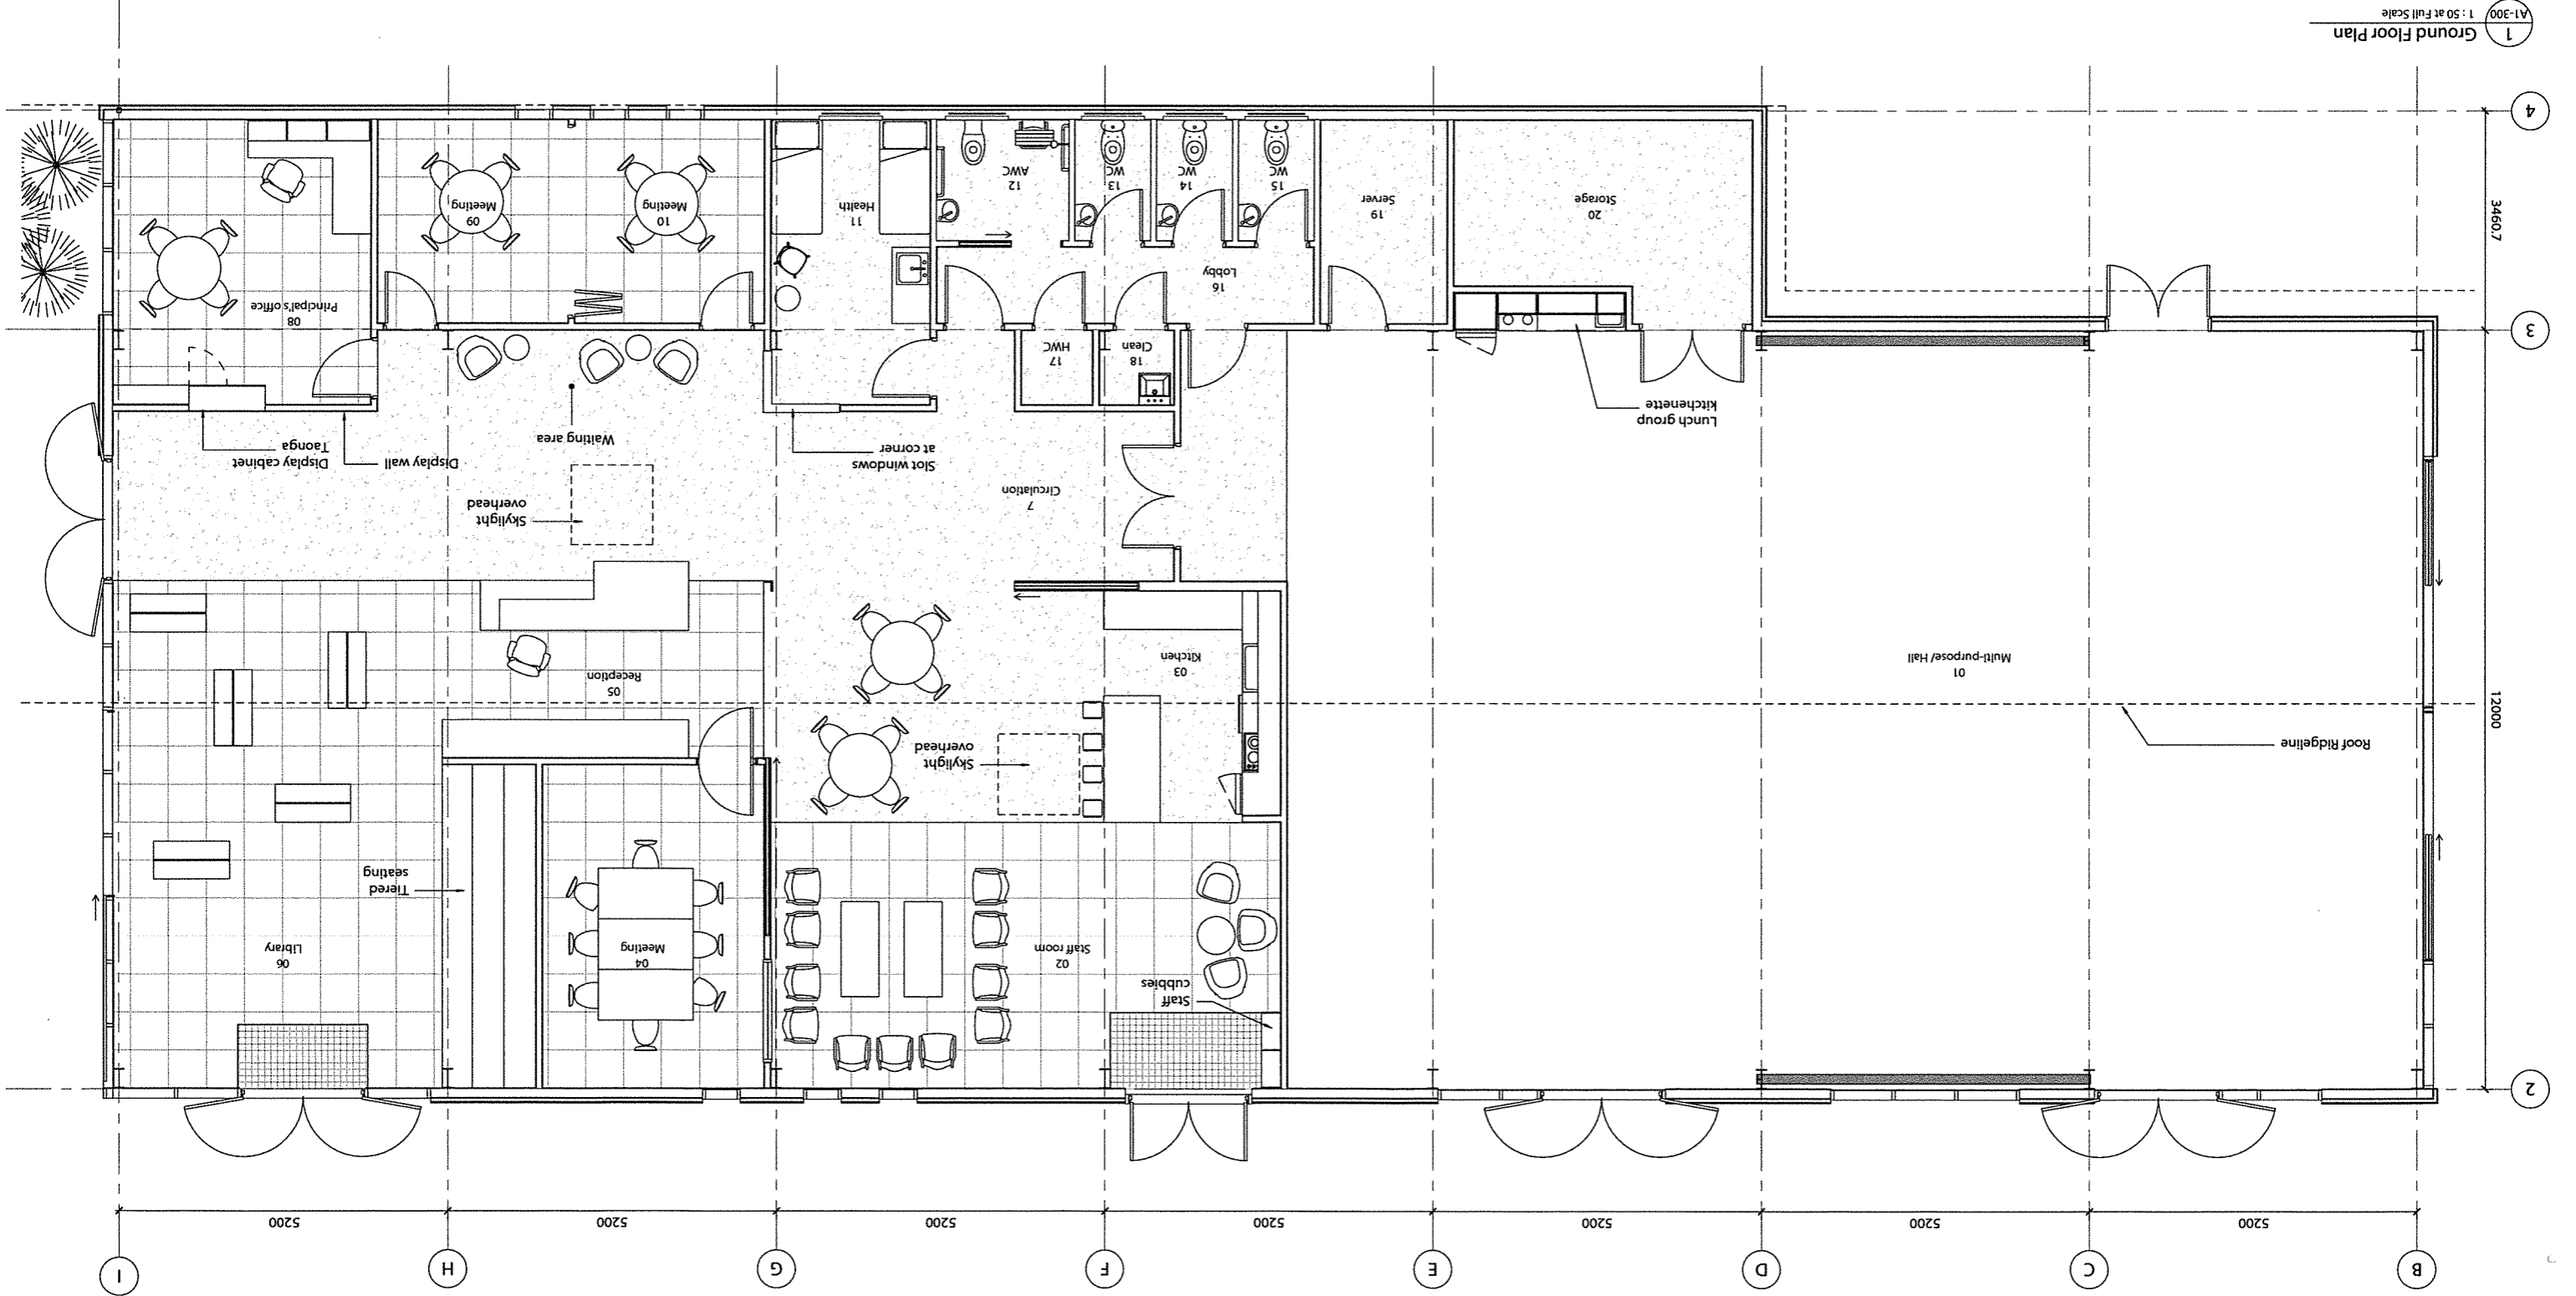 B
C
D
E
F
G
H
I
5200
5200
5200
5200
5200
5200
5200
2
Staff
cubbies
02
Staff room
04
Meeting
06
Library
Tiered
seating
Skylight
overhead
Roof Ridgeline
12000
01
Multi-purpose/ Hall
03
Kitchen
05
Reception
Skylight
overhead
7
Circulation
Slot windows
at corner
Display wall
Display cabinet
Taonga
Waiting area
Lunch group
kitchenette
18
Clean
17
HWC
3
08
Principal's office
16
Lobby
3460.7
20
Storage
19
Server
15
WC
14
WC
13
WC
12
AWC
11
Health
10
Meeting
09
Meeting
4
1
A1-300
Ground Floor Plan
1 : 50 at Full Scale